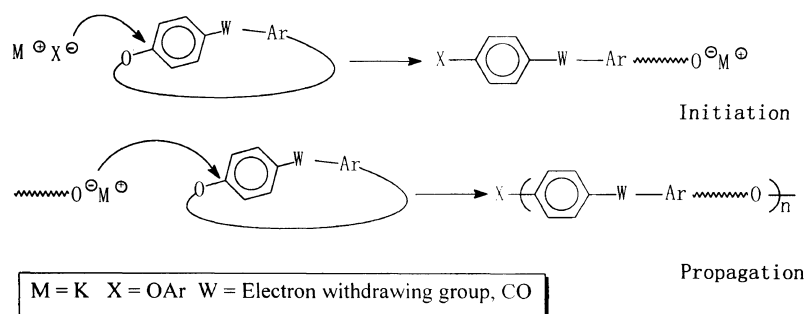 M ⊕ X ⊖ O W Ar X W Ar O ⊖ M ⊕
Initiation
O ⊖ M ⊕ O W Ar X ( W Ar O ) n
Propagation
M = K X = OAr W = Electron withdrawing group, CO